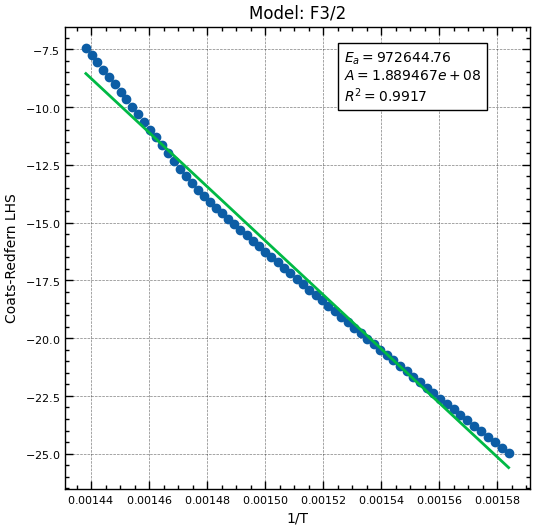 Model: F3/2
−7.5
−10.0
−12.5
−15.0
−17.5
−20.0
−22.5
−25.0
Coats-Redfern LHS
E_a = 972644.76
A = 1.889467e + 08
R^2 = 0.9917
0.00144 0.00146 0.00148 0.00150 0.00152 0.00154 0.00156 0.00158
1/T